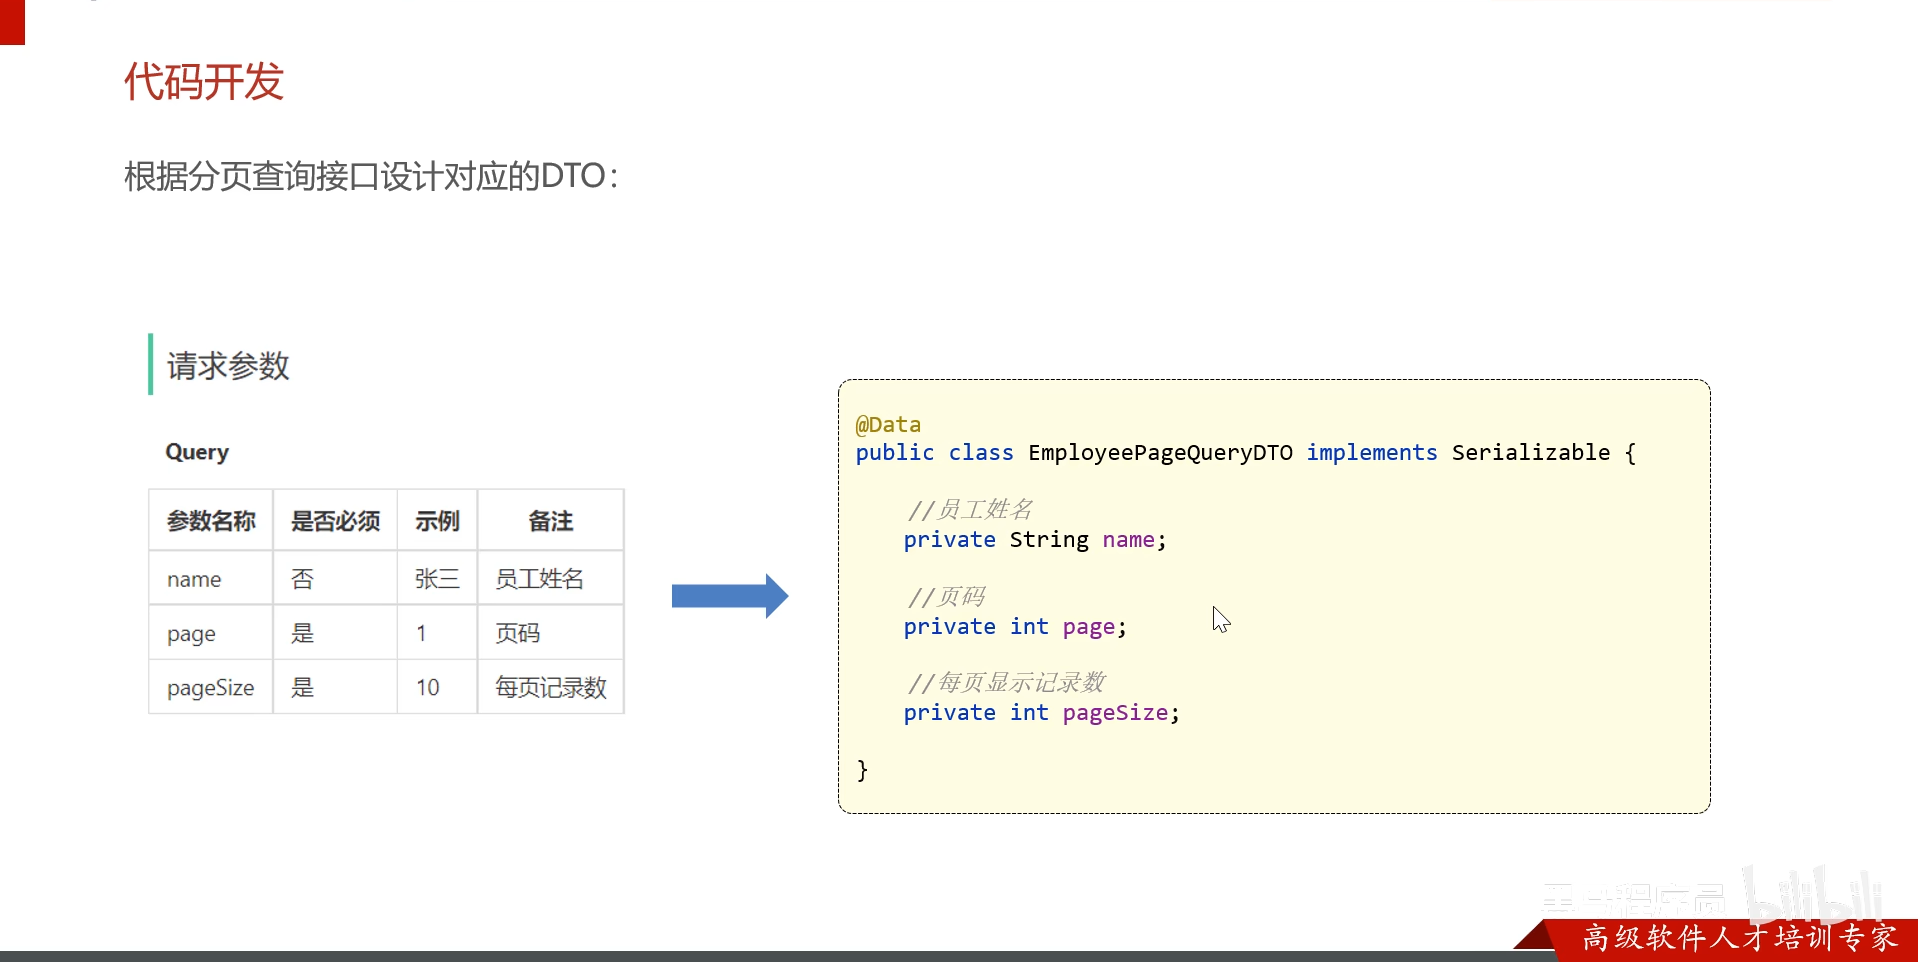 代码开发
根据分页查询接口设计对应的DTO：
请求参数
Query
参数名称 是否必须 示例 备注
name 否 张三 员工姓名
page 是 1 页码
pageSize 是 10 每页记录数
@Data
public class EmployeePageQueryDTO implements Serializable {
//员工姓名
private String name;
//页码
private int page;
//每页显示记录数
private int pageSize;
}
黑马程序员 bilibili
高级软件人才培训专家